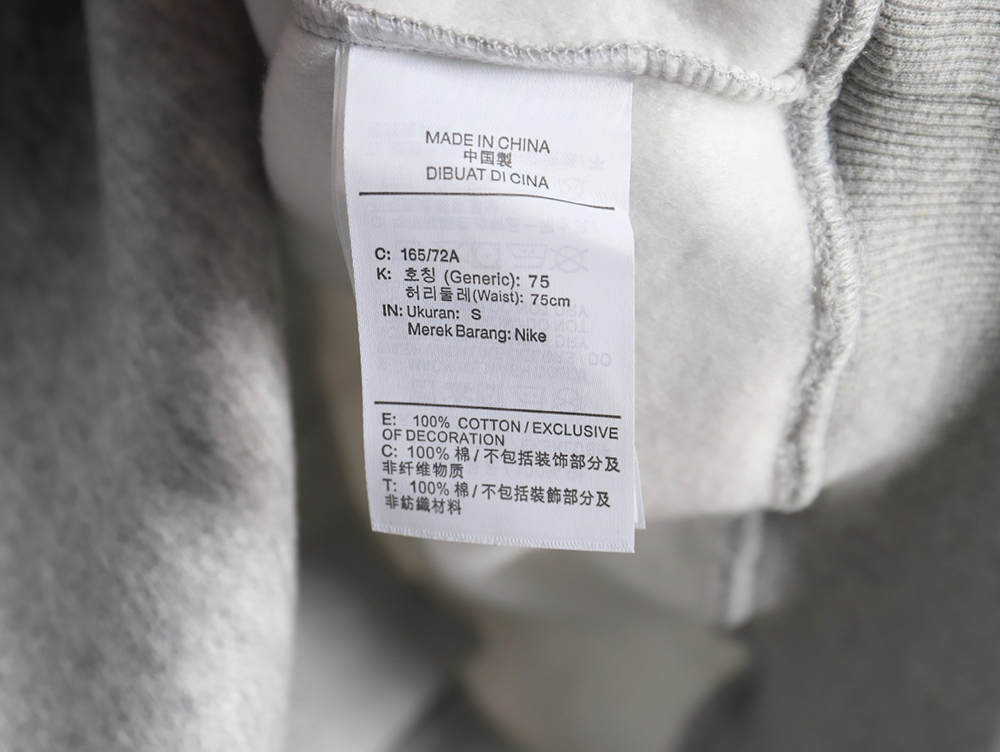 MADE IN CHINA
中国製
DIBUAT DI CINA
C: 165/72A
K: 호칭 (Generic): 75
허리둘레(Waist): 75cm
IN: Ukuran: S
Merek Barang: Nike
E: 100% COTTON / EXCLUSIVE
OF DECORATION
C: 100% 棉 / 不包括装饰部分及
非纤维物质
T: 100% 棉 / 不包括裝飾部分及
非紡織材料